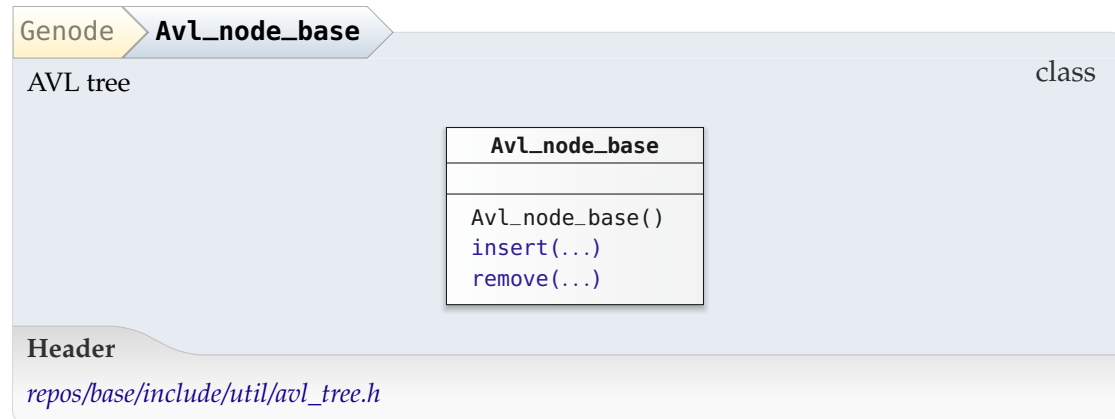 Genode Avl_node_base
AVL tree class
Avl_node_base
Avl_node_base()
insert(...)
remove(...)
Header
repos/base/include/util/avl_tree.h